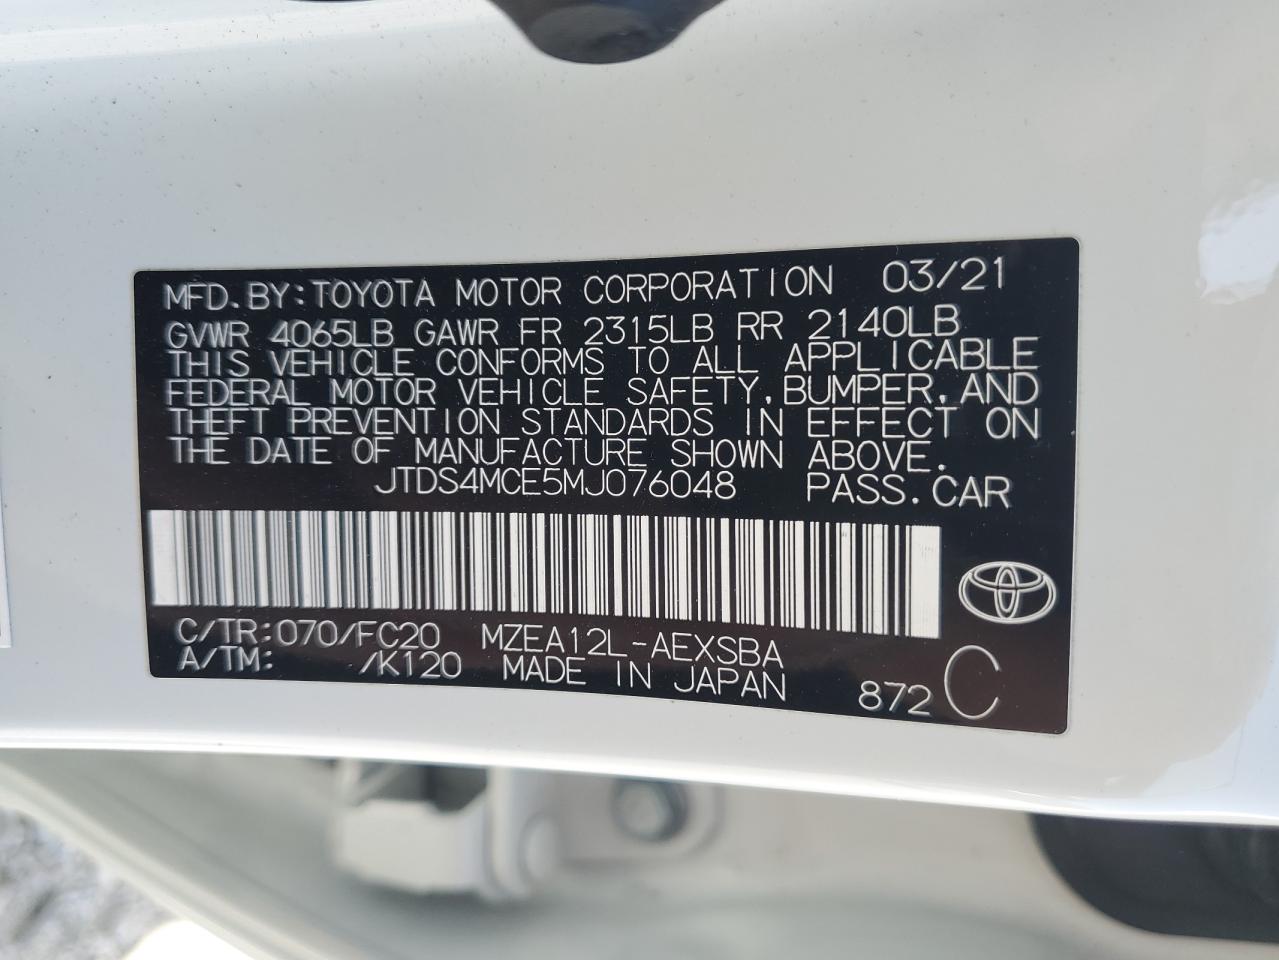 MFD.BY:TOYOTA MOTOR CORPORATION 03/21
GVWR 4065LB GAWR FR 2315LB RR 2140LB
THIS VEHICLE CONFORMS TO ALL APPLICABLE
FEDERAL MOTOR VEHICLE SAFETY,BUMPER,AND
THEFT PREVENTION STANDARDS IN EFFECT ON
THE DATE OF MANUFACTURE SHOWN ABOVE.
JTDS4MCE5MJ076048 PASS.CAR
C/TR:070/FC20 MZEA12L-AEXSBA
A/TM: /K120 MADE IN JAPAN 872 C